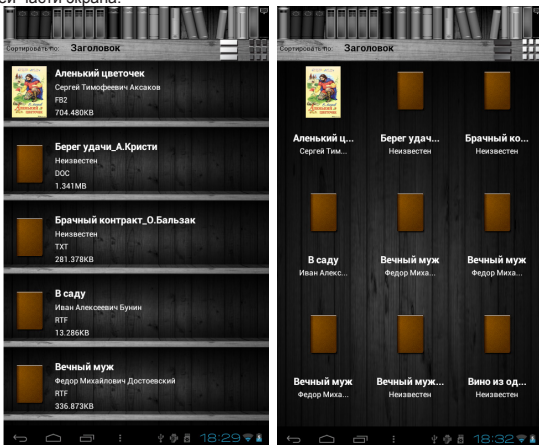 ей части экрана.
Сортировать по: Заголовок
Аленький цветочек
Сергей Тимофеевич Аксаков
FB2
704.480KB
Берег удачи_А.Кристи
Неизвестен
DOC
1.341MB
Брачный контракт_О.Бальзак
Неизвестен
TXT
281.378KB
В саду
Иван Алексеевич Бунин
RTF
13.286KB
Вечный муж
Федор Михайлович Достоевский
RTF
336.873KB
18:29
Сортировать по: Заголовок
Аленький ц... Берег удач... Брачный ко...
Сергей Тим... Неизвестен Неизвестен
В саду Вечный муж Вечный муж
Иван Алекс... Федор Миха... Федор Миха...
Вечный муж Вечный муж... Вино из од...
Федор Миха... Неизвестен Неизвестен
18:32